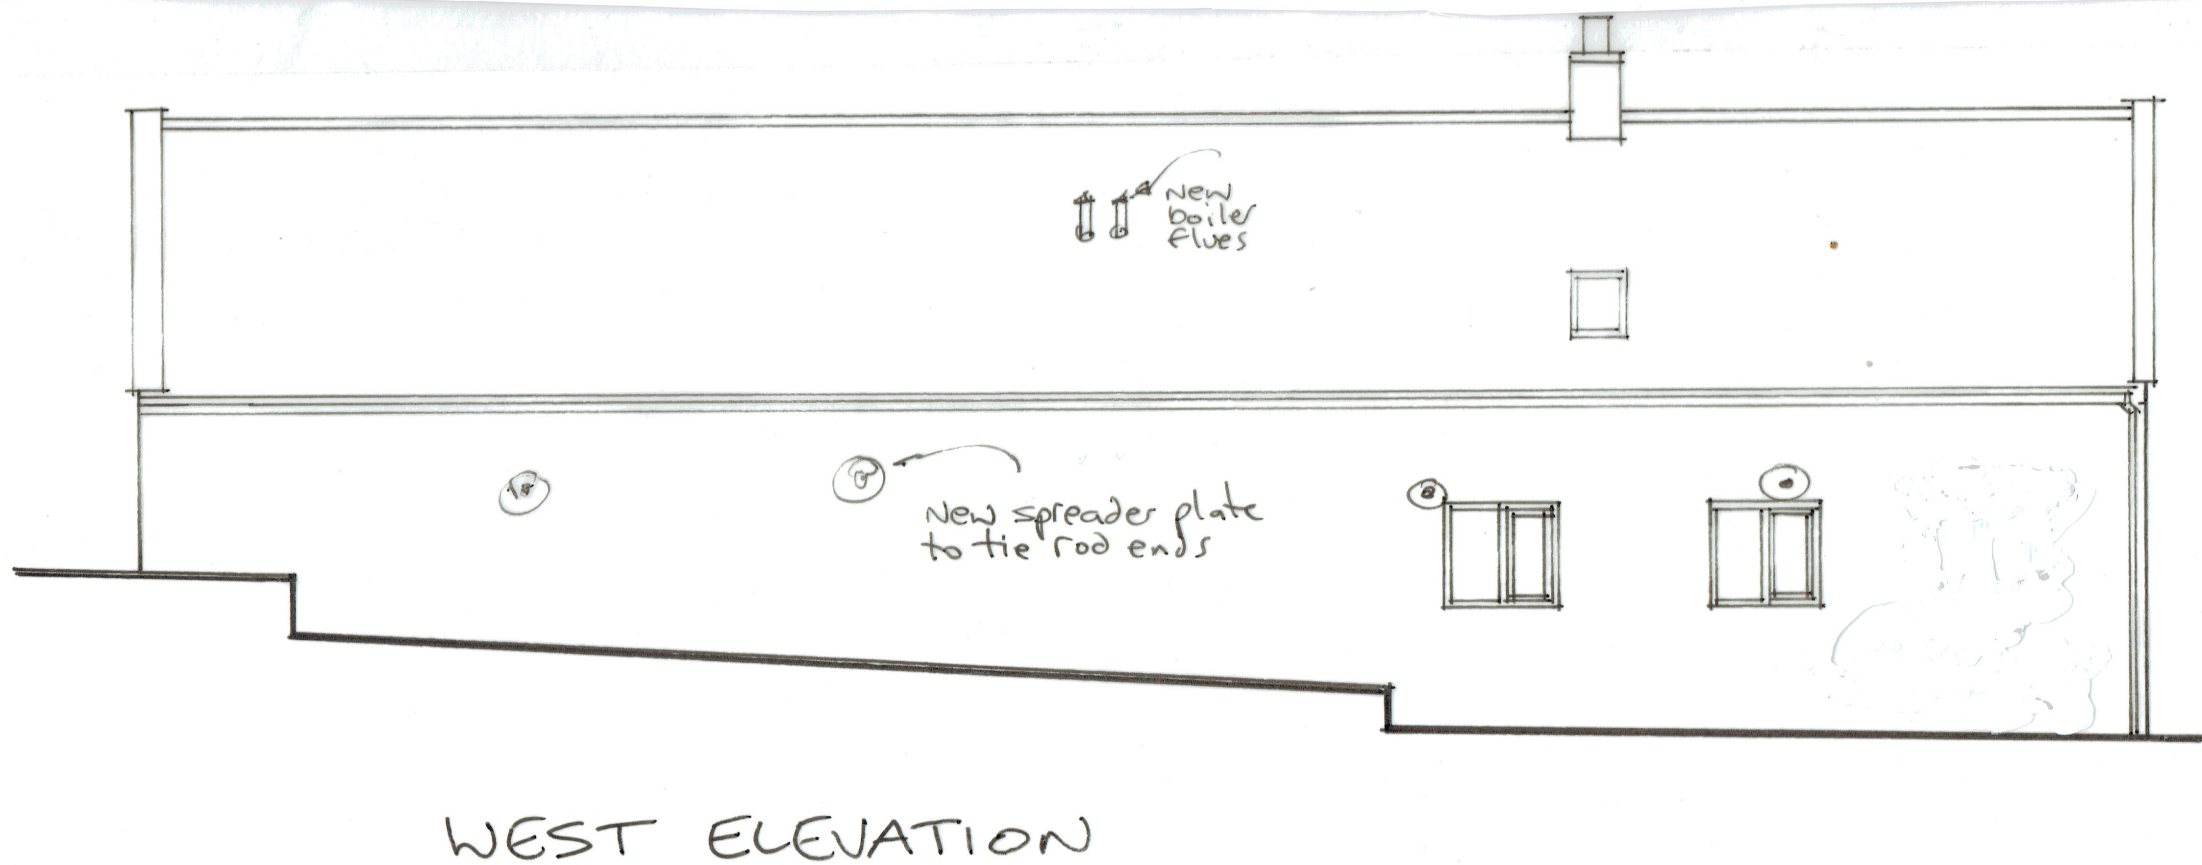 New
boiler
flues
New spreader plate
to tie rod ends
WEST ELEVATION